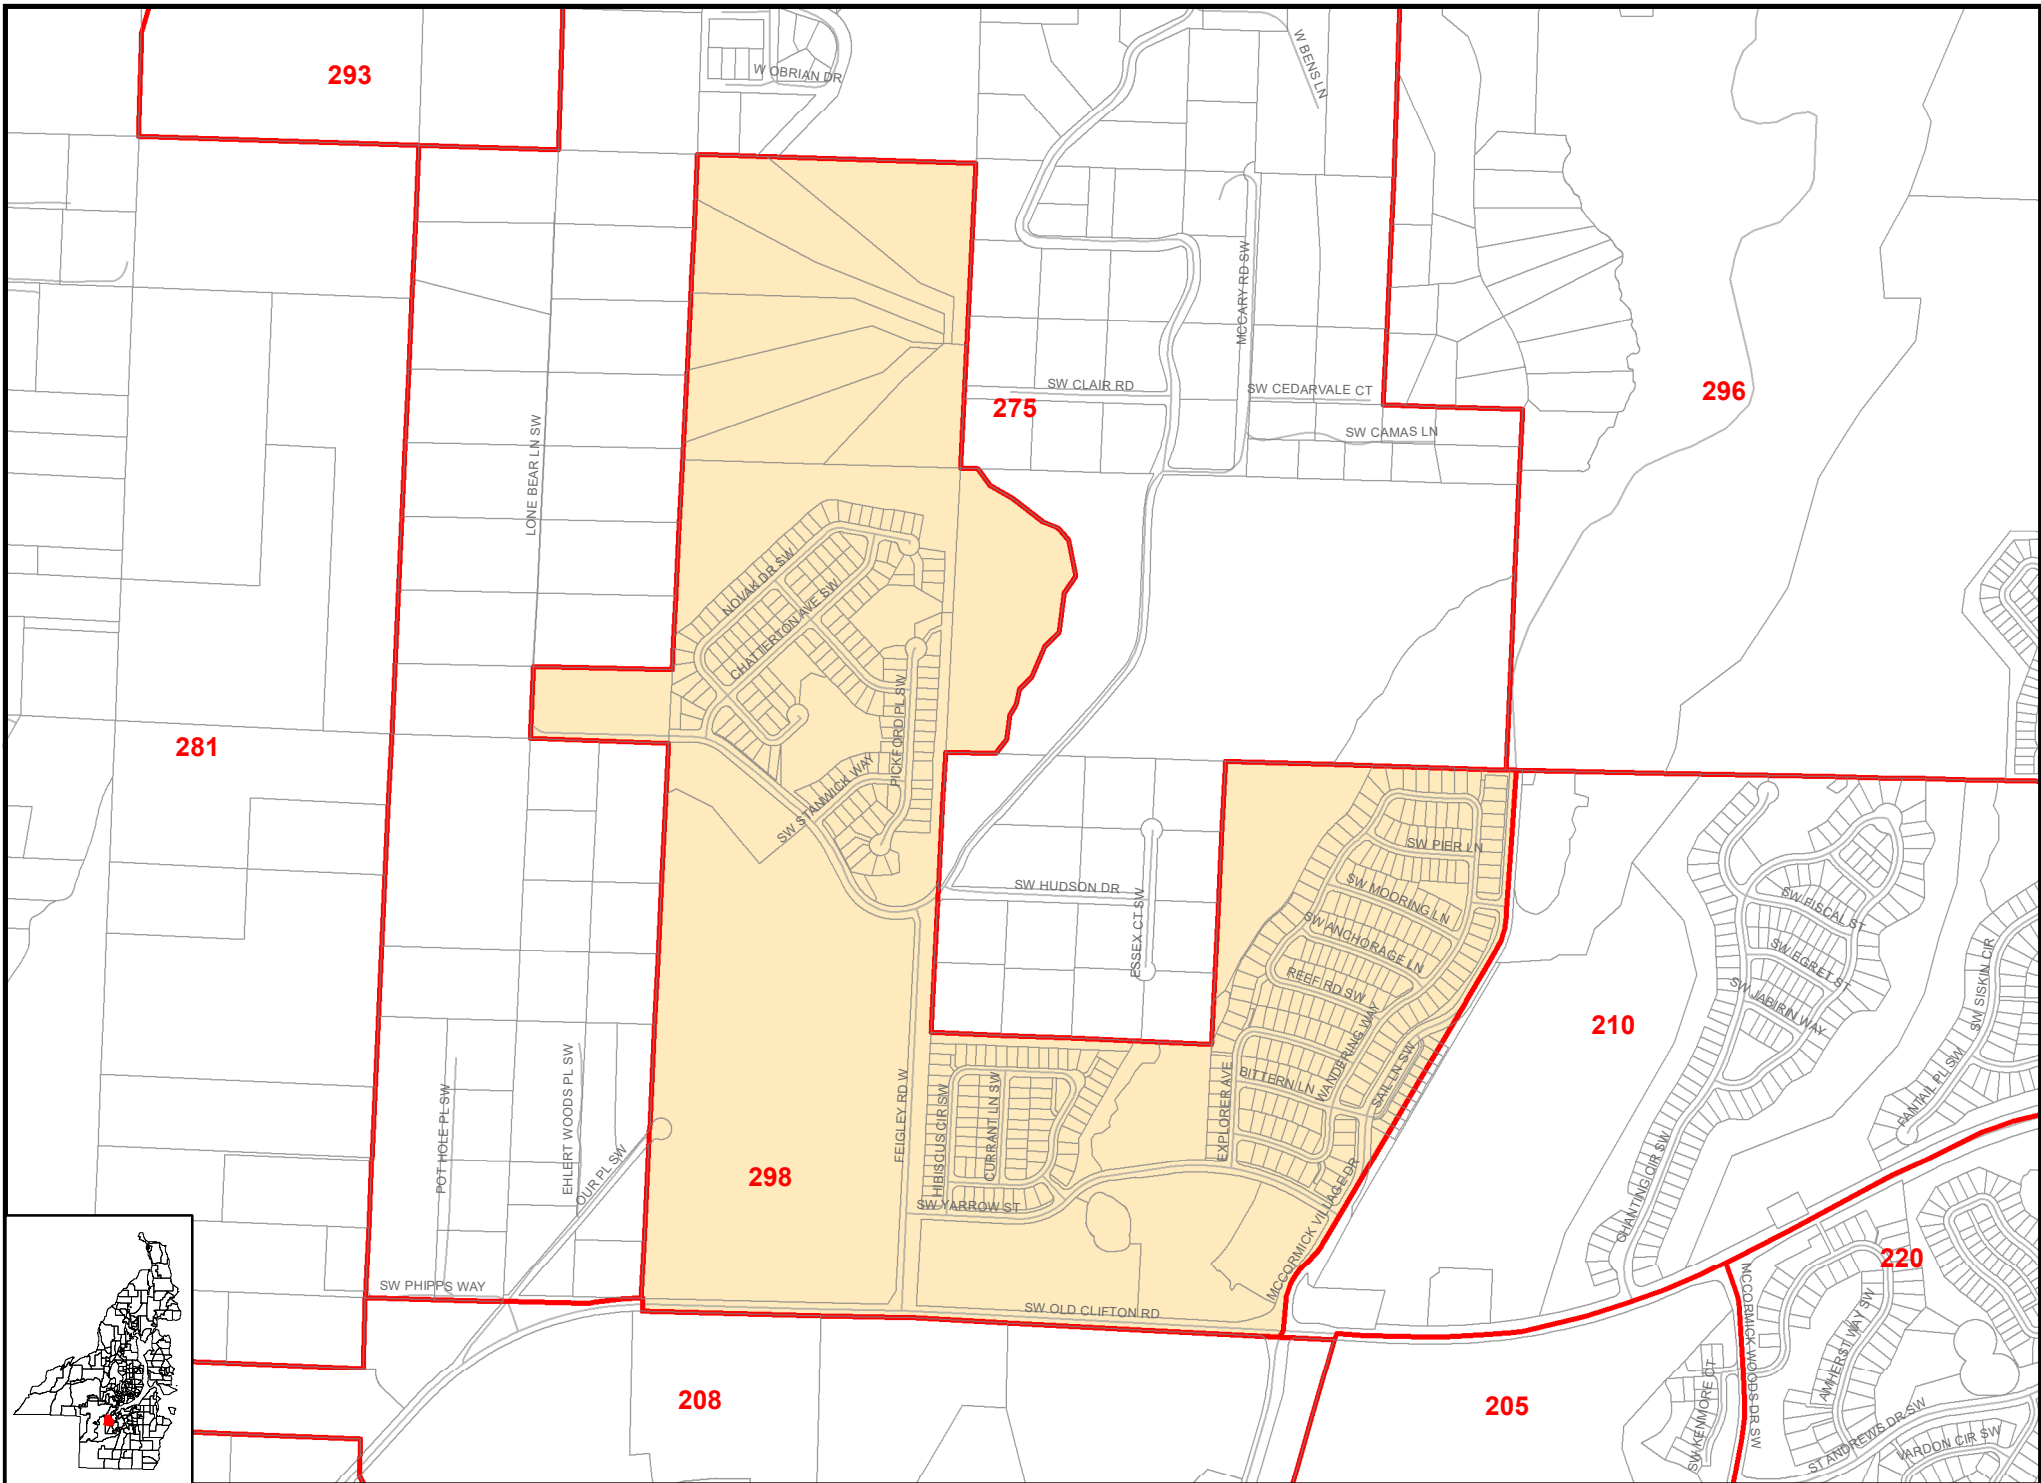 293
W OBRIAN DR
W BENS LN
MCCARY RD SW
SW CLAIR RD
275
SW CEDARVALE CT
SW CAMAS LN
296
LONE BEAR LN SW
NOVAK DR SW
CHATTERTON AVE SW
PICKFORD PL SW
SW STANWICK WAY
281
SW HUDSON DR
ESSEX CT SW
SW PIER LN
SW MOORING LN
SW ANCHORAGE LN
REEF RD SW
WANDERING WAY
SAIL LN SW
BITTERN LN
EXPLORER AVE
210
SW FISCAL ST
SW EGRET ST
SW JABIRIN WAY
SW SISKIN CIR
FANTAIL PL SW
CHANTING CIR SW
POT HOLE PL SW
EHLERT WOODS PL SW
OUR PL SW
FEIGLEY RD W
HIBISCUS CIR SW
CURRANT LN SW
SW YARROW ST
298
MCCORMICK VILLAGE DR
SW PHIPPS WAY
SW OLD CLIFTON RD
220
MCCORMICK WOODS DR SW
AMHERST WAY SW
SW KENMORE CT
ST ANDREWS DR SW
VARDON CIR SW
208
205